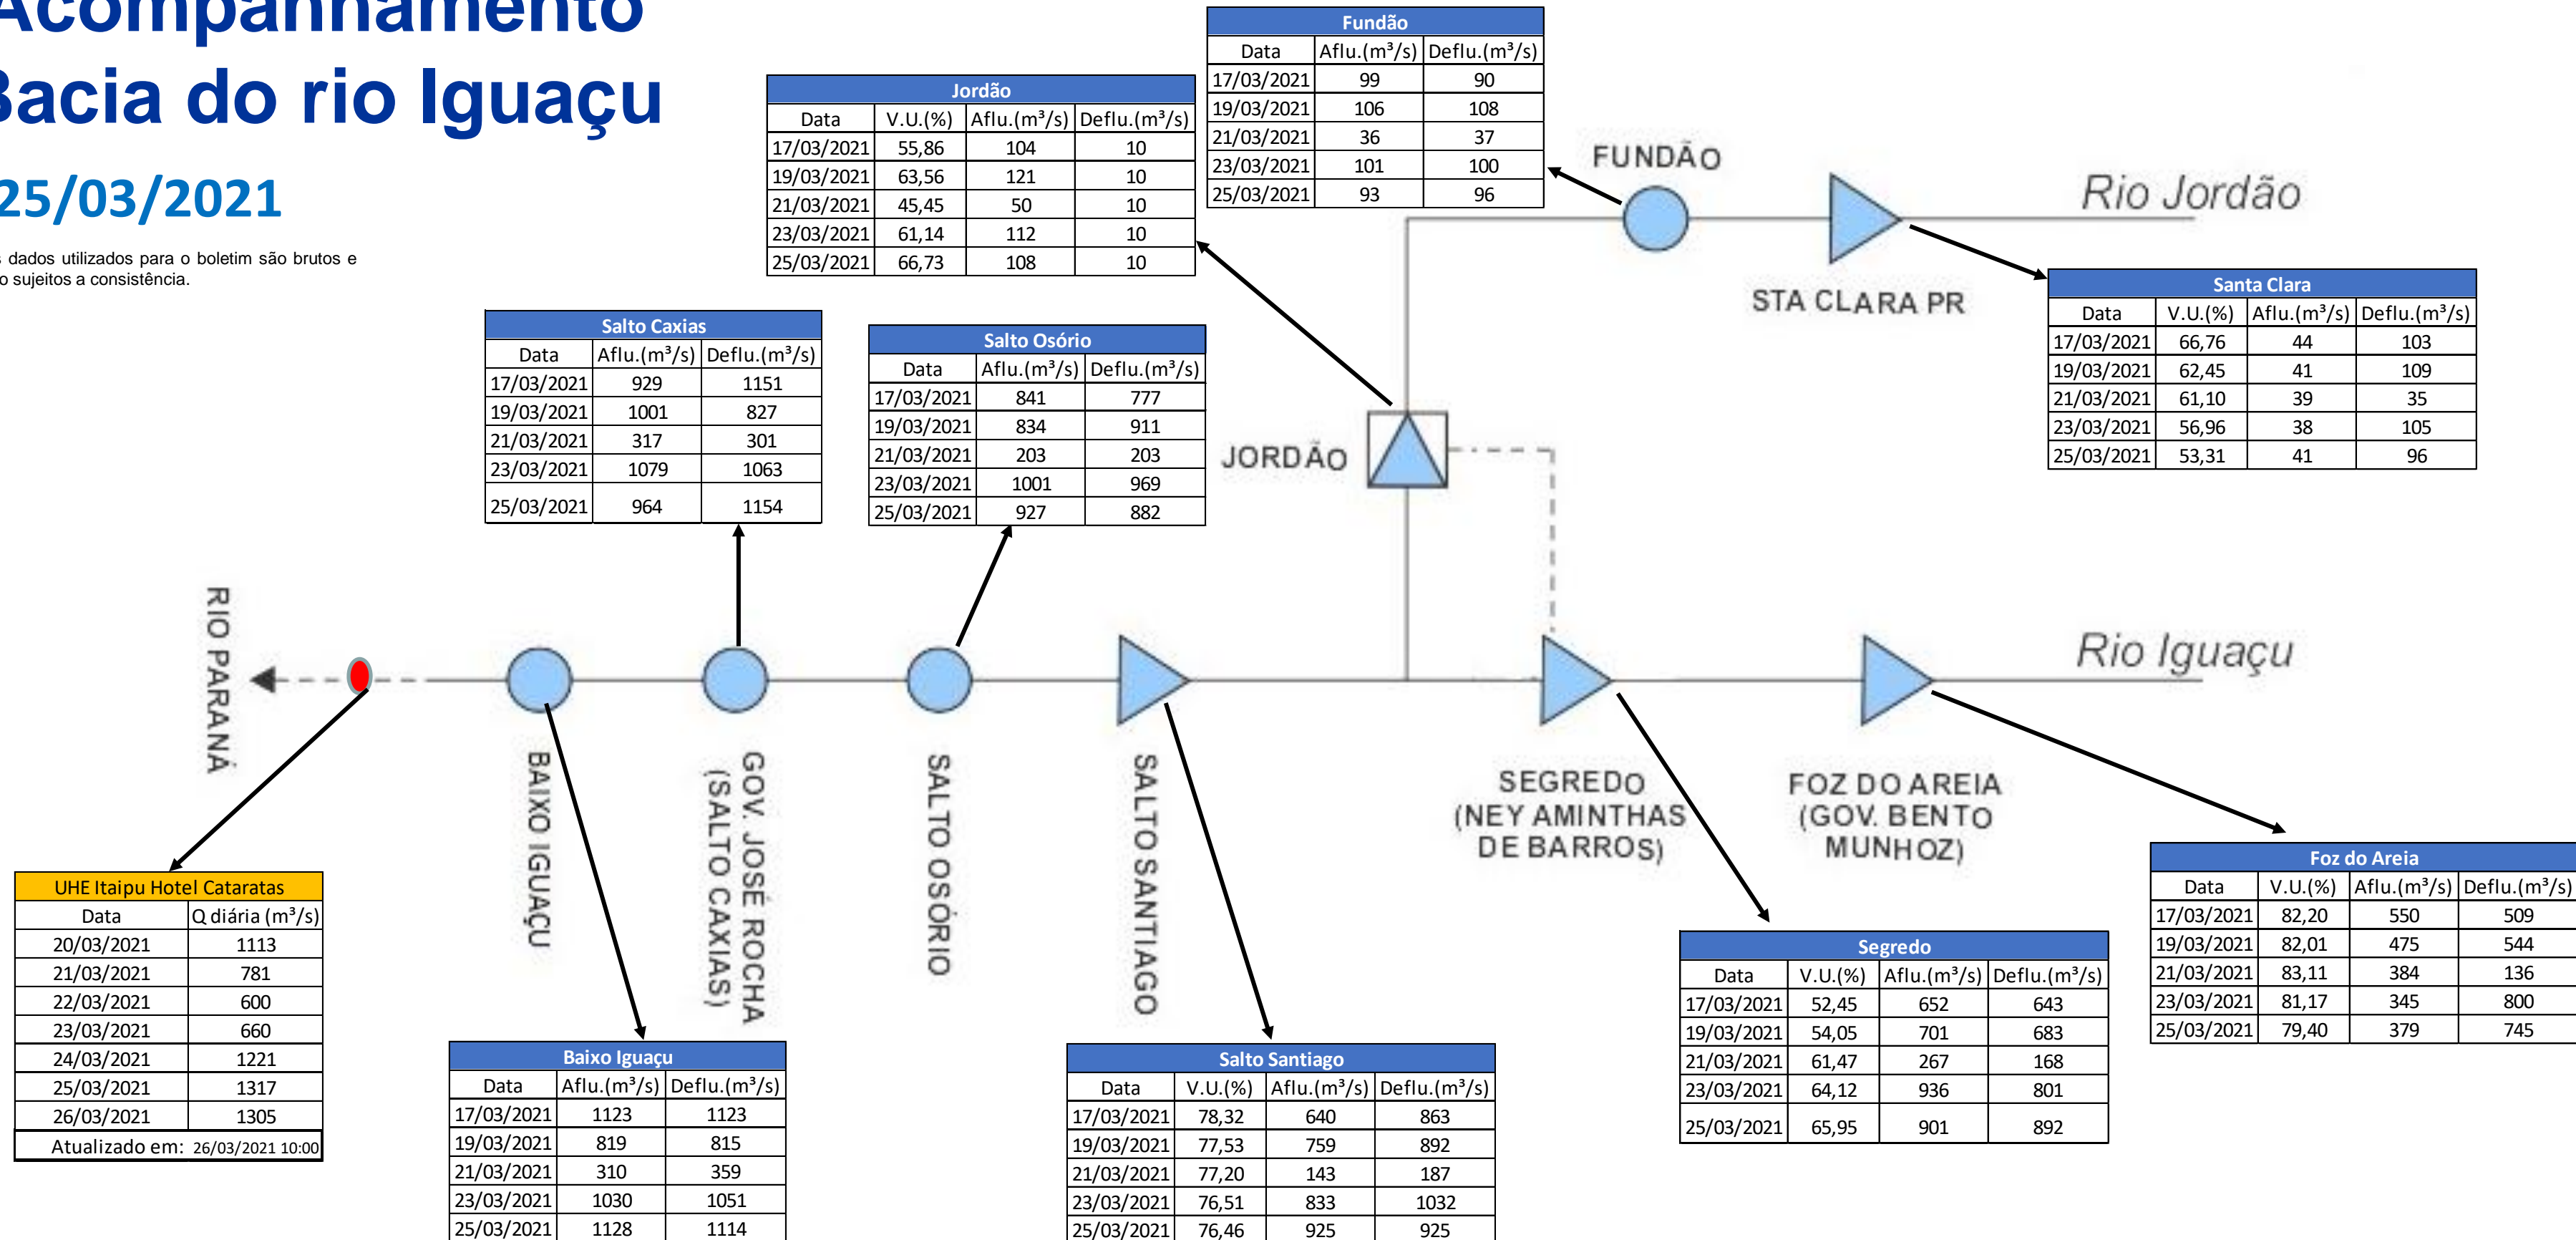 Acompanhamento
Bacia do rio Iguaçu
25/03/2021
dados utilizados para o boletim são brutos e
sujeitos a consistência.
Fundão
Data Aflu.(m³/s) Deflu.(m³/s)
17/03/2021 99 90
19/03/2021 106 108
21/03/2021 36 37
23/03/2021 101 100
25/03/2021 93 96
Jordão
Data V.U.(%) Aflu.(m³/s) Deflu.(m³/s)
17/03/2021 55,86 104 10
19/03/2021 63,56 121 10
21/03/2021 45,45 50 10
23/03/2021 61,14 112 10
25/03/2021 66,73 108 10
FUNDÃO
Rio Jordão
STA CLARA PR
Santa Clara
Data V.U.(%) Aflu.(m³/s) Deflu.(m³/s)
17/03/2021 66,76 44 103
19/03/2021 62,45 41 109
21/03/2021 61,10 39 35
23/03/2021 56,96 38 105
25/03/2021 53,31 41 96
Salto Caxias
Data Aflu.(m³/s) Deflu.(m³/s)
17/03/2021 929 1151
19/03/2021 1001 827
21/03/2021 317 301
23/03/2021 1079 1063
25/03/2021 964 1154
Salto Osório
Data Aflu.(m³/s) Deflu.(m³/s)
17/03/2021 841 777
19/03/2021 834 911
21/03/2021 203 203
23/03/2021 1001 969
25/03/2021 927 882
JORDÃO
RIO PARANÁ
Rio Iguaçu
BAIXO IGUAÇU
GOV. JOSÉ ROCHA
(SALTO CAXIAS)
SALTO OSÓRIO
SALTO SANTIAGO
SEGREDO
(NEY AMINTHAS
DE BARROS)
FOZ DO AREIA
(GOV. BENTO
MUNHOZ)
UHE Itaipu Hotel Cataratas
Data Q diária (m³/s)
20/03/2021 1113
21/03/2021 781
22/03/2021 600
23/03/2021 660
24/03/2021 1221
25/03/2021 1317
26/03/2021 1305
Atualizado em: 26/03/2021 10:00
Baixo Iguaçu
Data Aflu.(m³/s) Deflu.(m³/s)
17/03/2021 1123 1123
19/03/2021 819 815
21/03/2021 310 359
23/03/2021 1030 1051
25/03/2021 1128 1114
Salto Santiago
Data V.U.(%) Aflu.(m³/s) Deflu.(m³/s)
17/03/2021 78,32 640 863
19/03/2021 77,53 759 892
21/03/2021 77,20 143 187
23/03/2021 76,51 833 1032
25/03/2021 76,46 925 925
Segredo
Data V.U.(%) Aflu.(m³/s) Deflu.(m³/s)
17/03/2021 52,45 652 643
19/03/2021 54,05 701 683
21/03/2021 61,47 267 168
23/03/2021 64,12 936 801
25/03/2021 65,95 901 892
Foz do Areia
Data V.U.(%) Aflu.(m³/s) Deflu.(m³/s)
17/03/2021 82,20 550 509
19/03/2021 82,01 475 544
21/03/2021 83,11 384 136
23/03/2021 81,17 345 800
25/03/2021 79,40 379 745